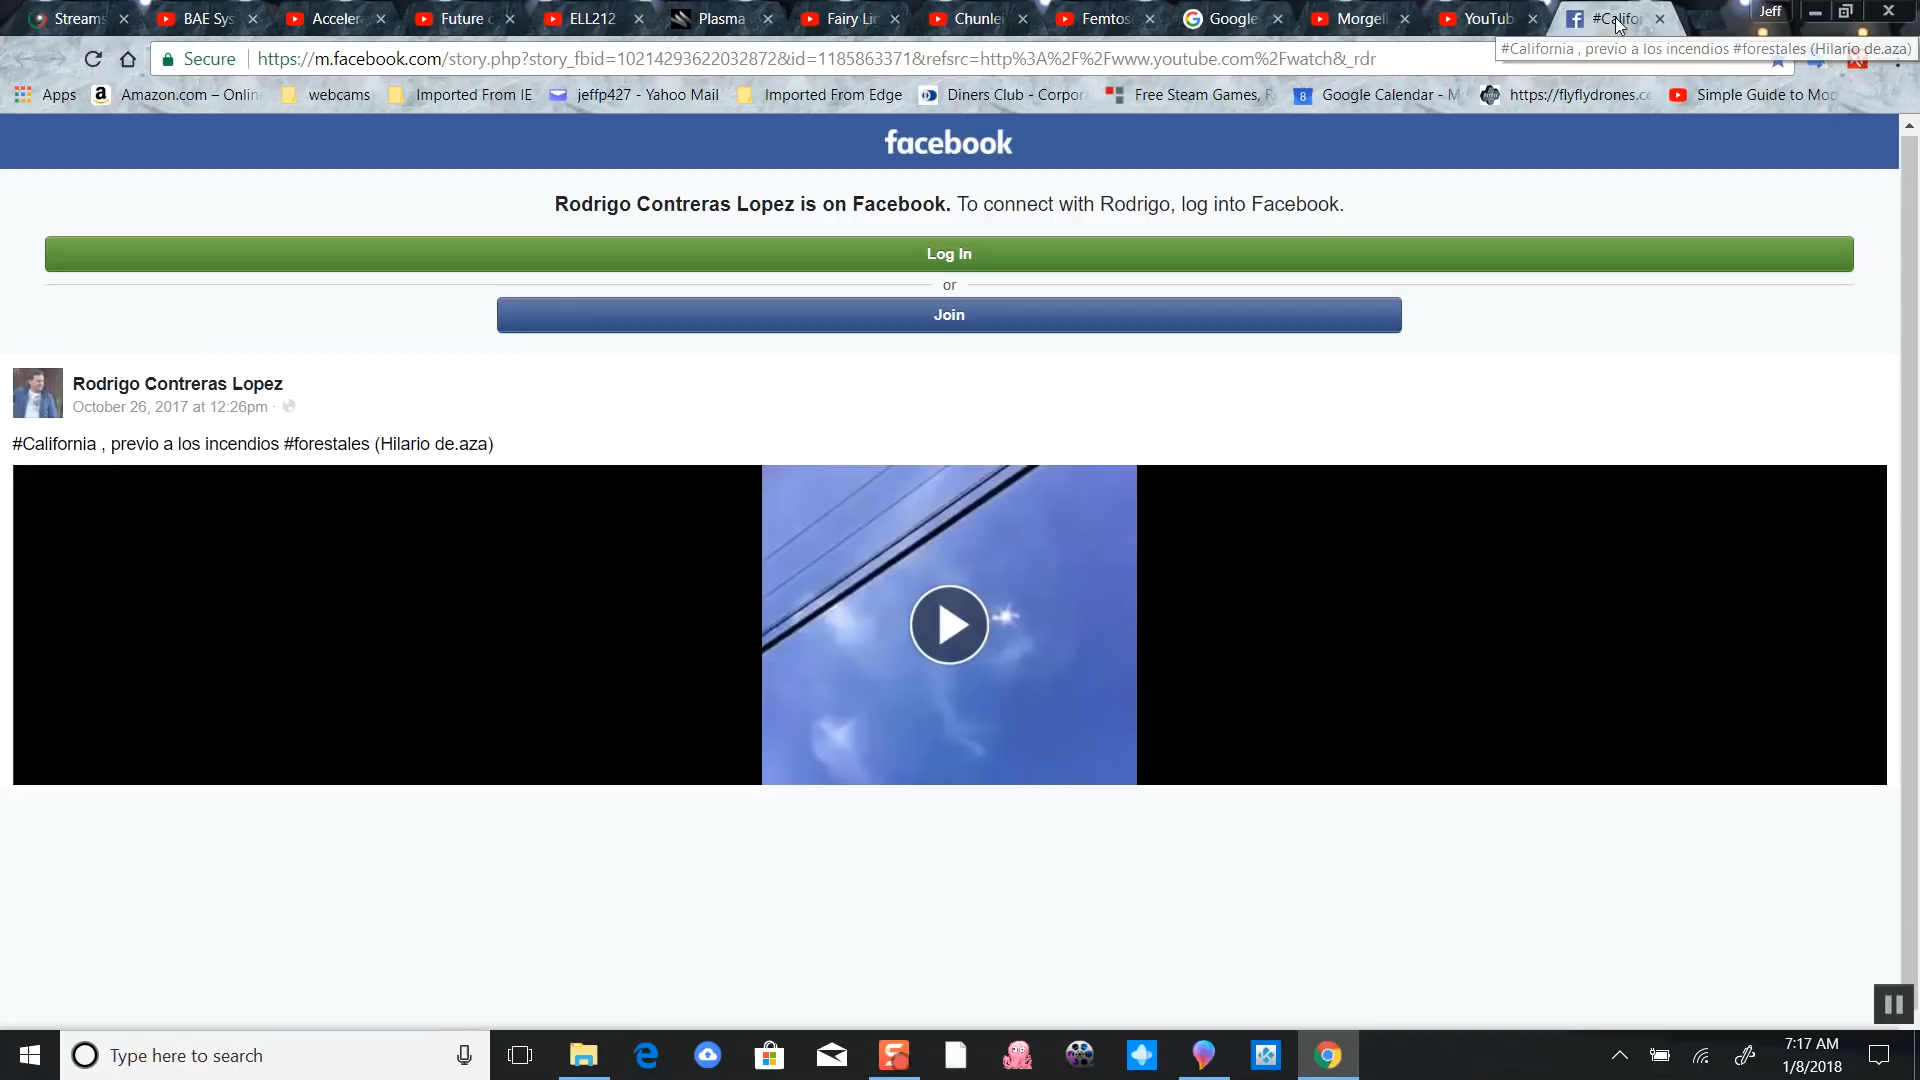 Stream
BAE Sys
Acceler
Future
ELL212
Plasma
Fairy Li
Chunlei
Femtos
Google
Morgell
YouTub
#Califo
Jeff
#California , previo a los incendios #forestales (Hilario de.aza)
Secure
https://m.facebook.com/story.php?story_fbid=10214293622032872&id=1185863371&refsrc=http%3A%2F%2Fwww.youtube.com%2Fwatch&_rdr
Apps
Amazon.com – Onlin
webcams
Imported From IE
jeffp427 - Yahoo Mail
Imported From Edge
Diners Club - Corpor
Free Steam Games,
8
Google Calendar - M
https://flyflydrones.c
Simple Guide to Mo
facebook
Rodrigo Contreras Lopez is on Facebook. To connect with Rodrigo, log into Facebook.
Log In
or
Join
Rodrigo Contreras Lopez
October 26, 2017 at 12:26pm ·
#California , previo a los incendios #forestales (Hilario de.aza)
Type here to search
7:17 AM
1/8/2018